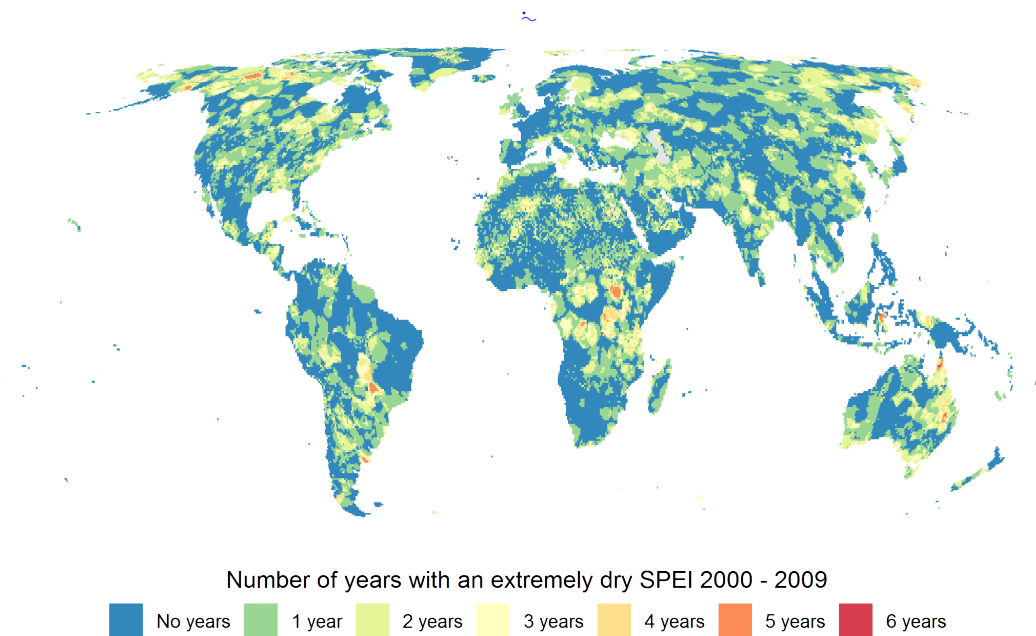 Number of years with an extremely dry SPEI 2000 - 2009
No years 1 year 2 years 3 years 4 years 5 years 6 years